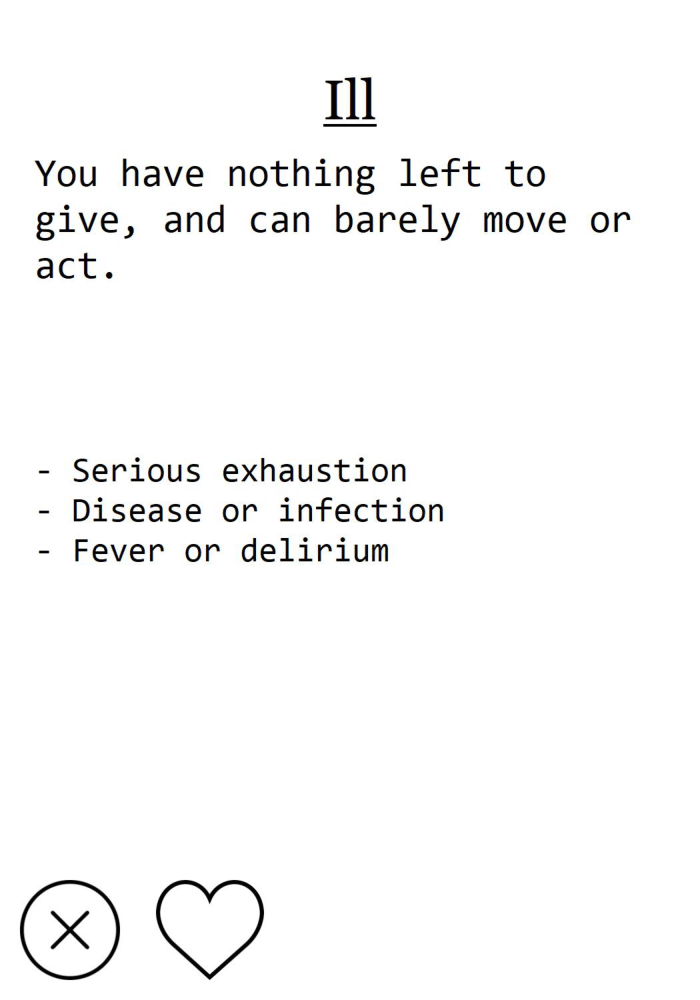 Ill
You have nothing left to
give, and can barely move or
act.
- Serious exhaustion
- Disease or infection
- Fever or delirium